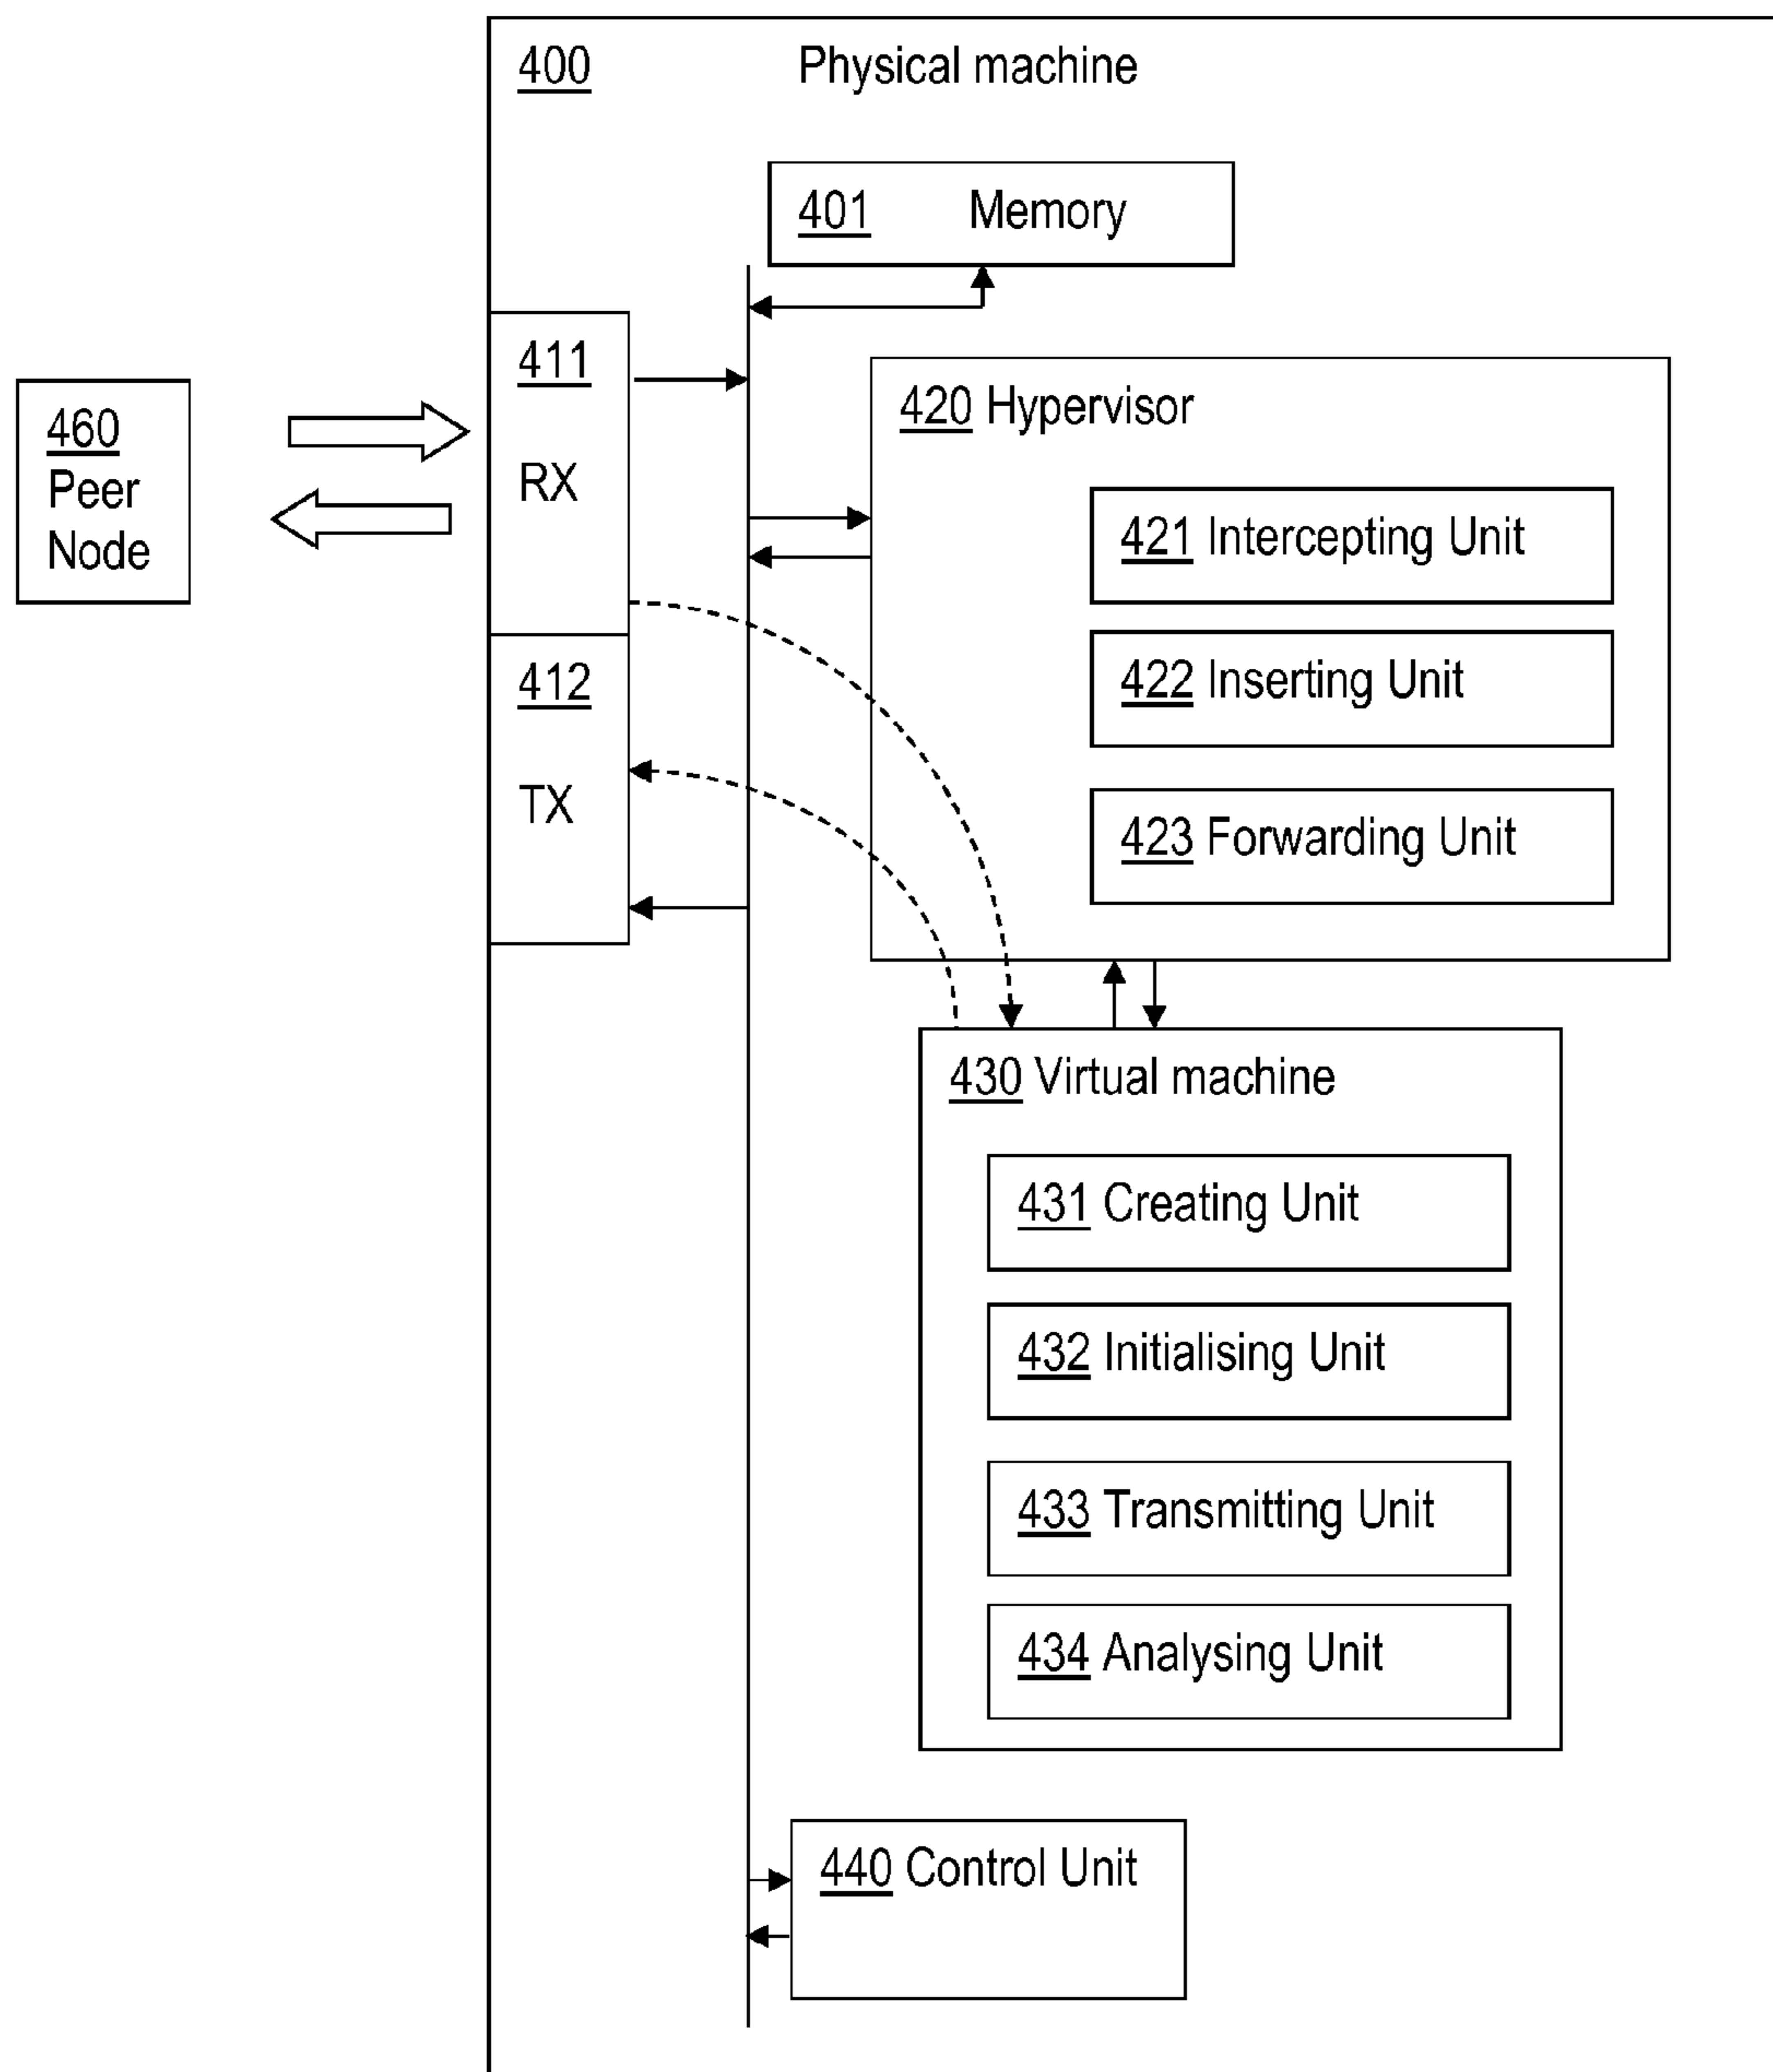 400 Physical machine
401 Memory
411
RX
460
Peer
Node
420 Hypervisor
421 Intercepting Unit
422 Inserting Unit
423 Forwarding Unit
412
TX
430 Virtual machine
431 Creating Unit
432 Initialising Unit
433 Transmitting Unit
434 Analysing Unit
440 Control Unit